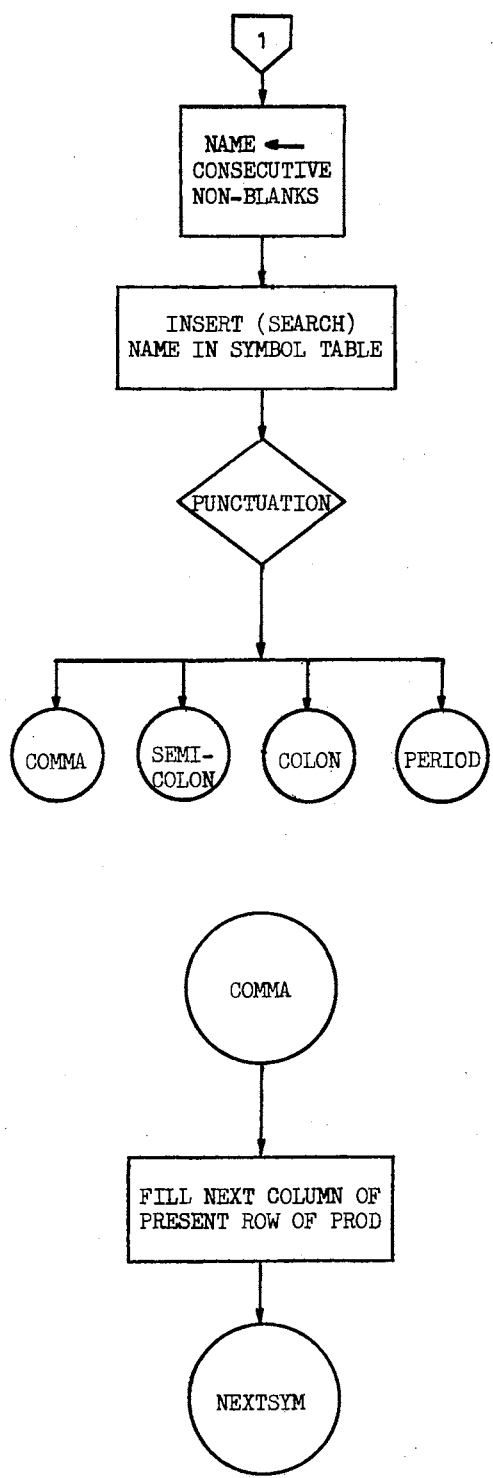 1
NAME ←
CONSECUTIVE
NON-BLANKS
INSERT (SEARCH)
NAME IN SYMBOL TABLE
PUNCTUATION
COMMA
SEMI-
COLON
COLON
PERIOD
COMMA
FILL NEXT COLUMN OF
PRESENT ROW OF PROD
NEXTSYM